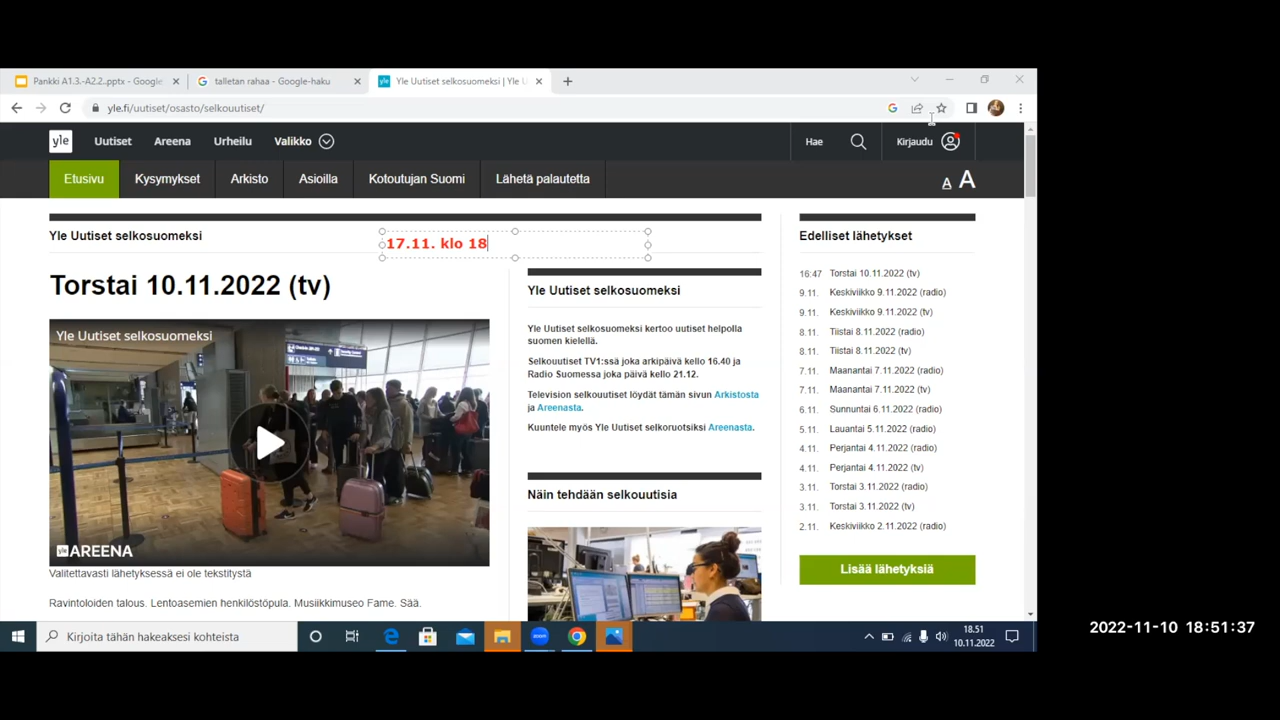 Pankki A1.3.-A2.2..pptx - Google
talletan rahaa - Google-haku
yle Yle Uutiset selkosuomeksi | Yle U
yle.fi/uutiset/osasto/selkouutiset/
yle Uutiset Areena Urheilu Valikko Hae Kirjaudu
Etusivu Kysymykset Arkisto Asioilla Kotoutujan Suomi Lähetä palautetta A A
Yle Uutiset selkosuomeksi
17.11. klo 18
Torstai 10.11.2022 (tv)
Yle Uutiset selkosuomeksi
yle AREENA
Valitettavasti lähetyksessä ei ole tekstitystä
Ravintoloiden talous. Lentoasemien henkilöstöpula. Musiikkimuseo Fame. Sää.
Yle Uutiset selkosuomeksi
Yle Uutiset selkosuomeksi kertoo uutiset helpolla
suomen kielellä.
Selkouutiset TV1:ssä joka arkipäivä kello 16.40 ja
Radio Suomessa joka päivä kello 21.12.
Television selkouutiset löydät tämän sivun Arkistosta
ja Areenasta.
Kuuntele myös Yle Uutiset selkoruotsiksi Areenasta.
Näin tehdään selkouutisia
Edelliset lähetykset
16:47 Torstai 10.11.2022 (tv)
9.11. Keskiviikko 9.11.2022 (radio)
9.11. Keskiviikko 9.11.2022 (tv)
8.11. Tiistai 8.11.2022 (radio)
8.11. Tiistai 8.11.2022 (tv)
7.11. Maanantai 7.11.2022 (radio)
7.11. Maanantai 7.11.2022 (tv)
6.11. Sunnuntai 6.11.2022 (radio)
5.11. Lauantai 5.11.2022 (radio)
4.11. Perjantai 4.11.2022 (radio)
4.11. Perjantai 4.11.2022 (tv)
3.11. Torstai 3.11.2022 (radio)
3.11. Torstai 3.11.2022 (tv)
2.11. Keskiviikko 2.11.2022 (radio)
Lisää lähetyksiä
Kirjoita tähän hakeaksesi kohteista
zoom
18.51
10.11.2022
2022-11-10 18:51:37